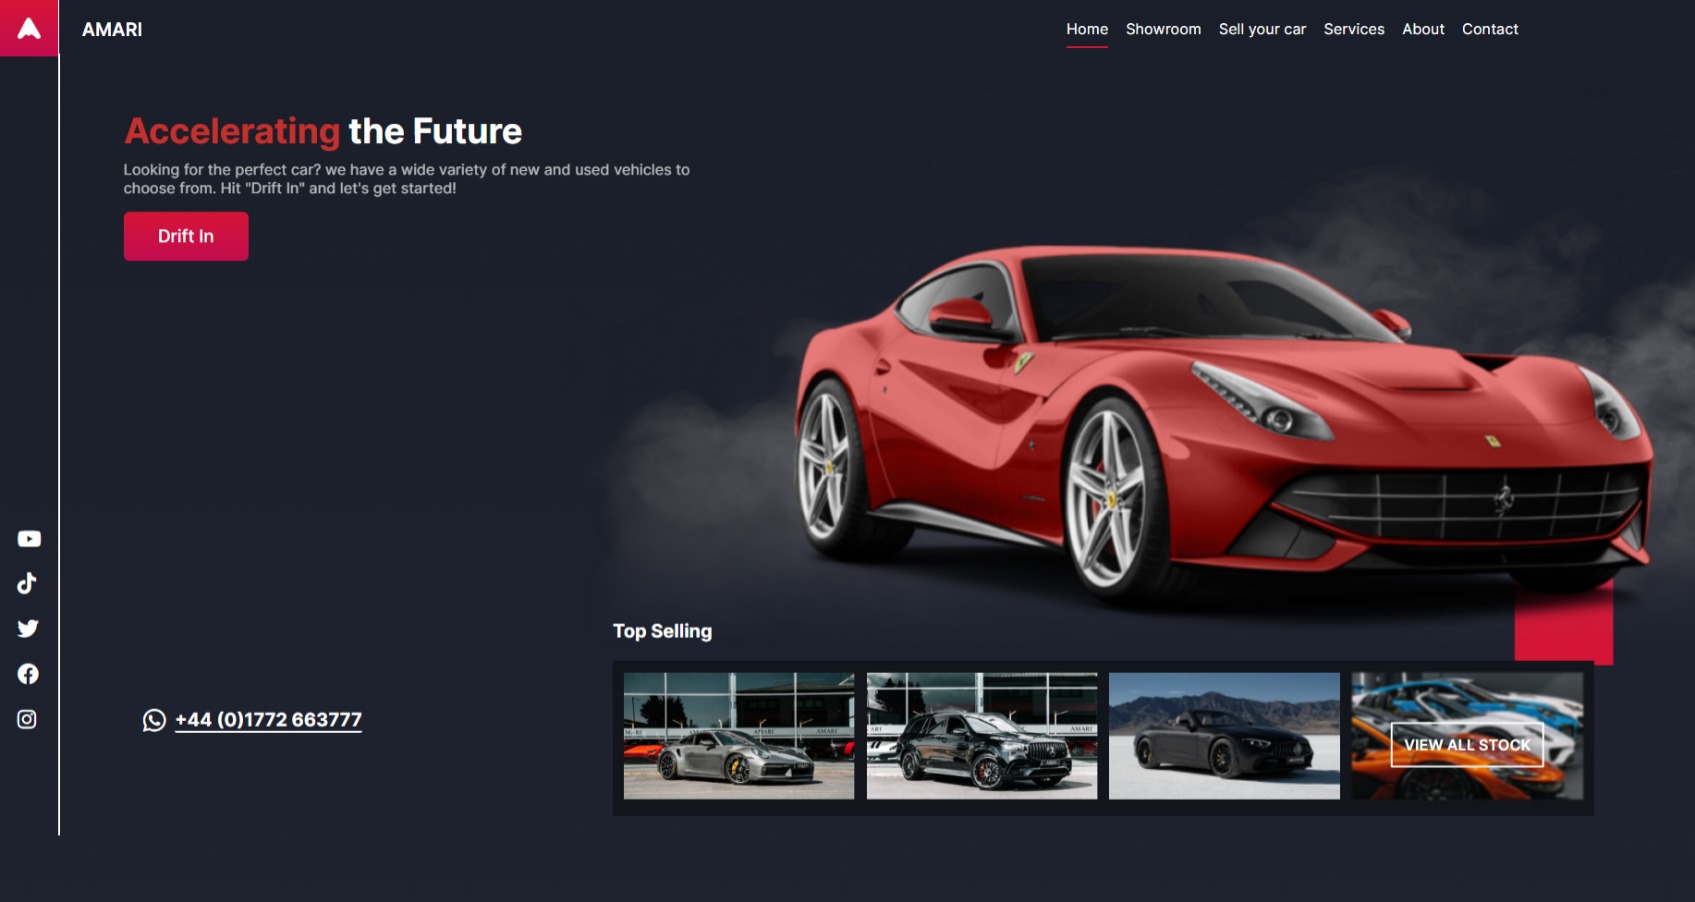 AMARI
Home Showroom Sell your car Services About Contact
Accelerating the Future
Looking for the perfect car? we have a wide variety of new and used vehicles to
choose from. Hit "Drift In" and let's get started!
Drift In
Top Selling
+44 (0)1772 663777
AMARI
AMARI
VIEW ALL STOCK